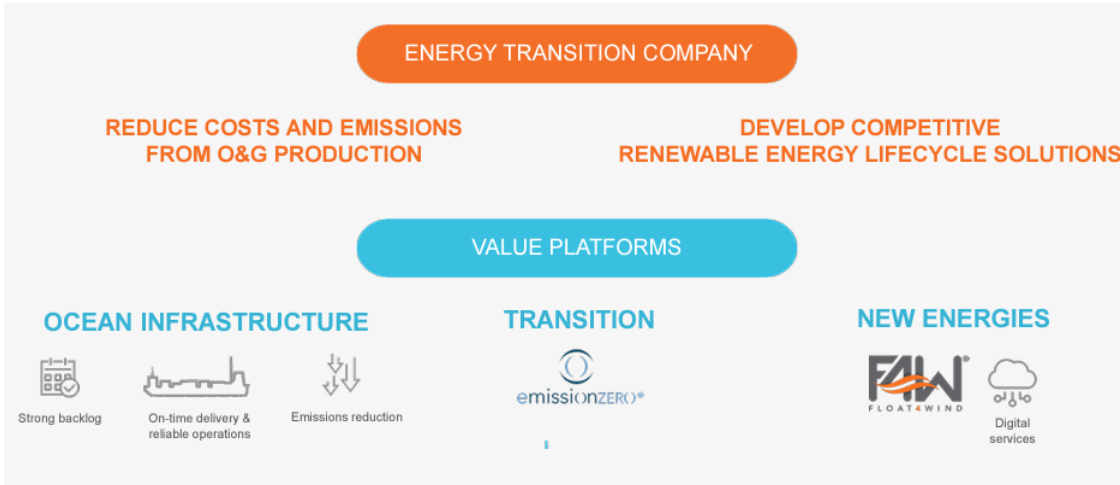 ENERGY TRANSITION COMPANY
REDUCE COSTS AND EMISSIONS
FROM O&G PRODUCTION
DEVELOP COMPETITIVE
RENEWABLE ENERGY LIFECYCLE SOLUTIONS
VALUE PLATFORMS
OCEAN INFRASTRUCTURE
Strong backlog
On-time delivery &
reliable operations
Emissions reduction
TRANSITION
emissionZERO®
NEW ENERGIES
F4W®
FLOAT4WIND
Digital
services